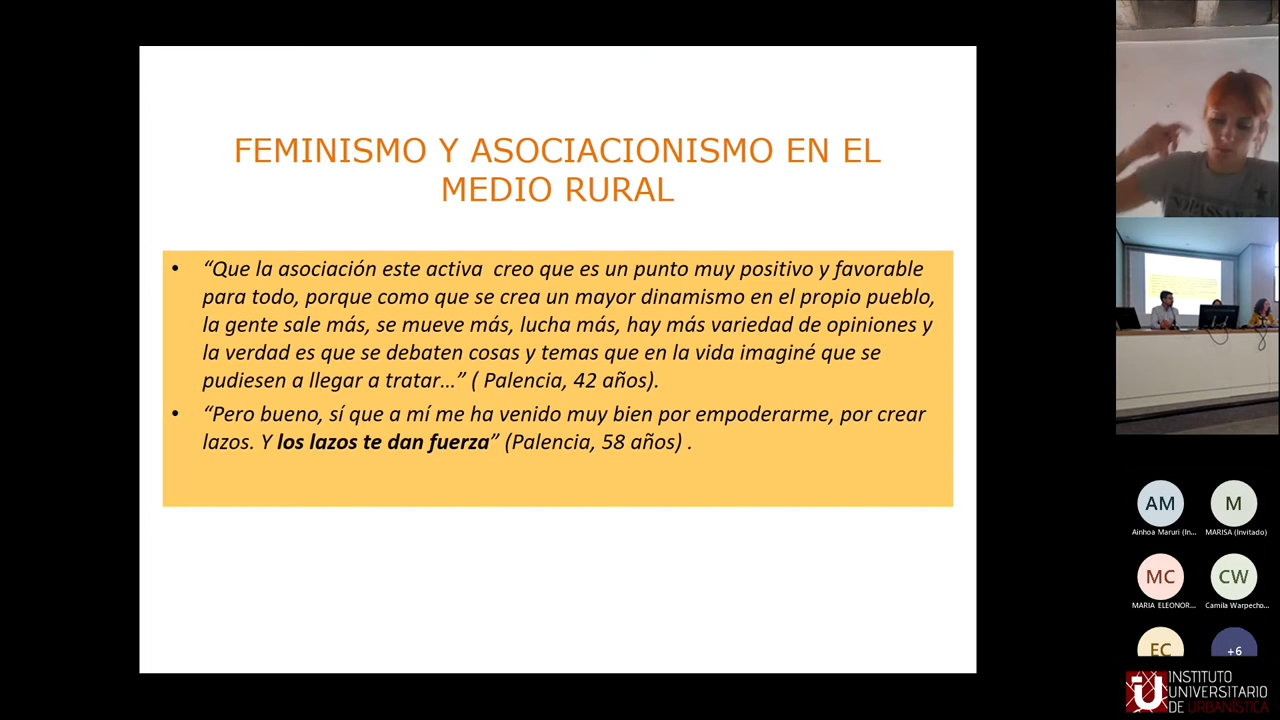 FEMINISMO Y ASOCIACIONISMO EN EL
MEDIO RURAL
• “Que la asociación este activa  creo que es un punto muy positivo y favorable
para todo, porque como que se crea un mayor dinamismo en el propio pueblo,
la gente sale más, se mueve más, lucha más, hay más variedad de opiniones y
la verdad es que se debaten cosas y temas que en la vida imaginé que se
pudiesen a llegar a tratar…” ( Palencia, 42 años).
• “Pero bueno, sí que a mí me ha venido muy bien por empoderarme, por crear
lazos. Y los lazos te dan fuerza” (Palencia, 58 años) .
AM
M
Ainhoa Maruri (In...
MARISA (Invitado)
MC
CW
MARIA ELEONOR...
Camila Warpecho...
EC
+6
INSTITUTO
UNIVERSITARIO
DE URBANÍSTICA